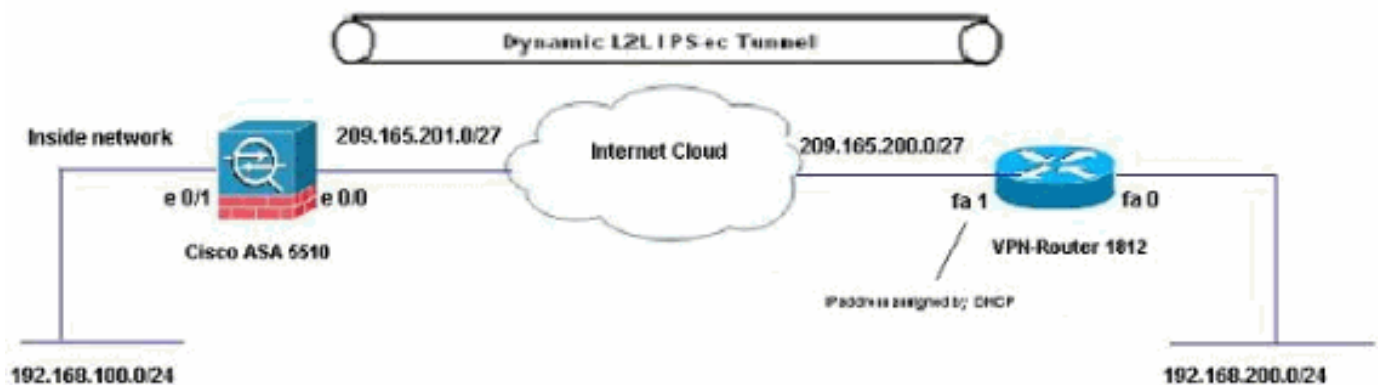 Dynamic L2L IPSec Tunnel
Inside network
209.165.201.0/27
Internet Cloud
209.165.200.0/27
e 0/1
e 0/0
fa 1
fa 0
Cisco ASA 5510
VPN-Router 1812
IP address assigned by DHCP
192.168.100.0/24
192.168.200.0/24